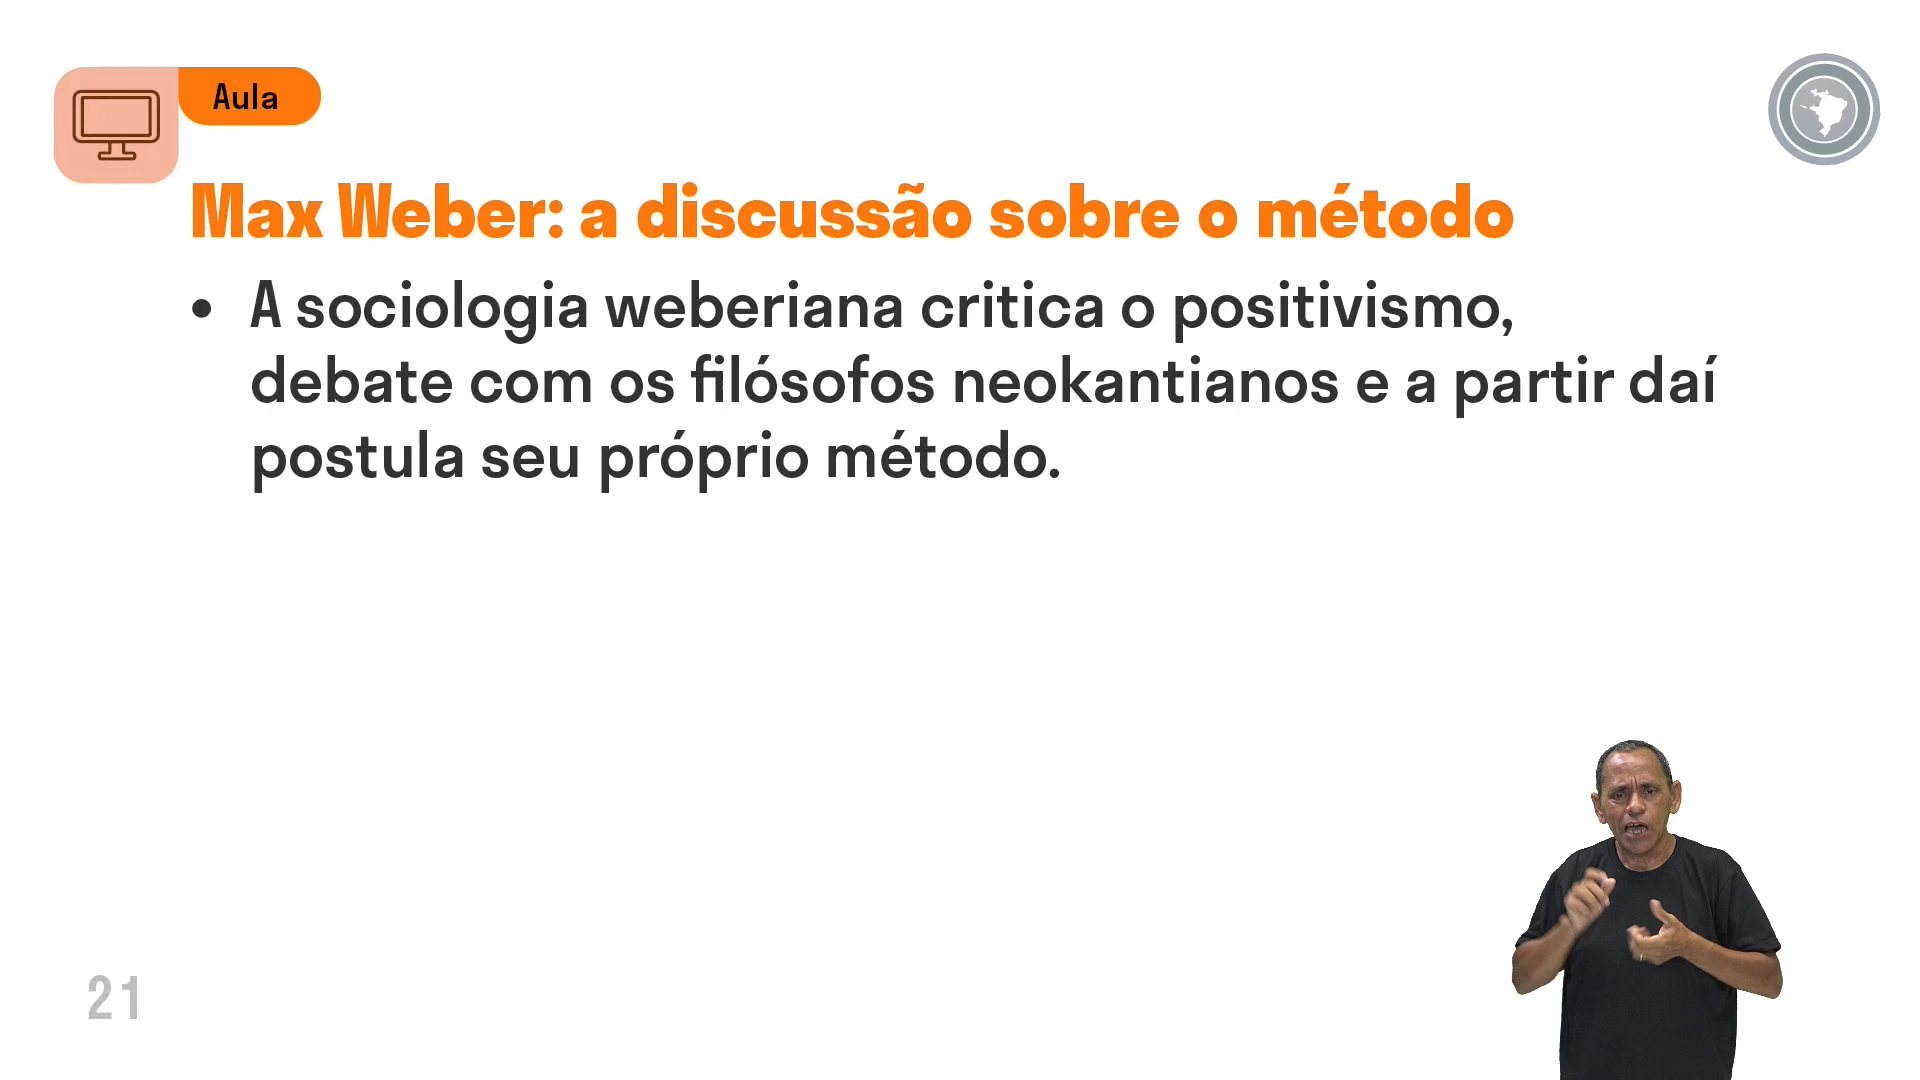 Aula
Max Weber: a discussão sobre o método
• A sociologia weberiana critica o positivismo,
debate com os filósofos neokantianos e a partir daí
postula seu próprio método.
21